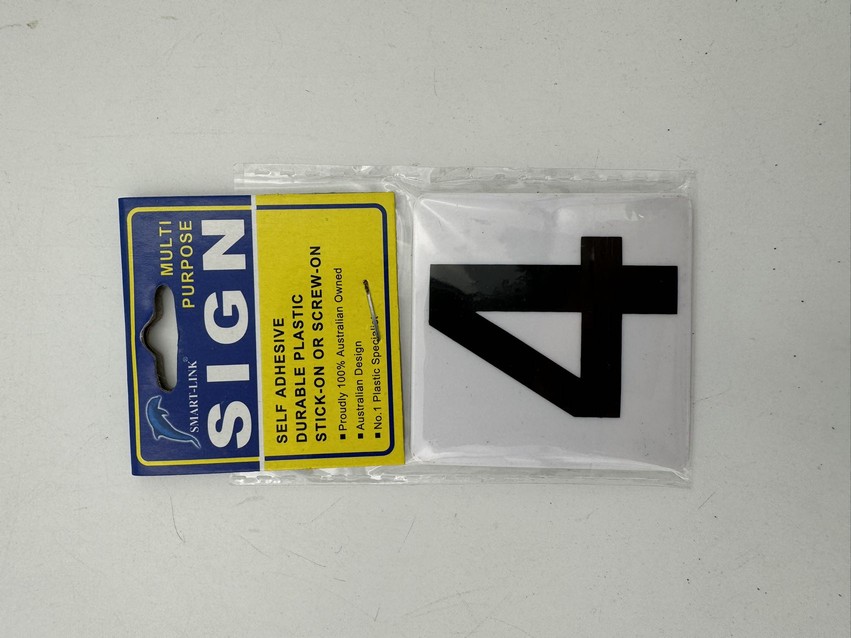 MULTI
PURPOSE
SMART-LINK®
SIGN
SELF ADHESIVE
DURABLE PLASTIC
STICK-ON OR SCREW-ON
■ Proudly 100% Australian Owned
■ Australian Design
■ No.1 Plastic Specialist
4